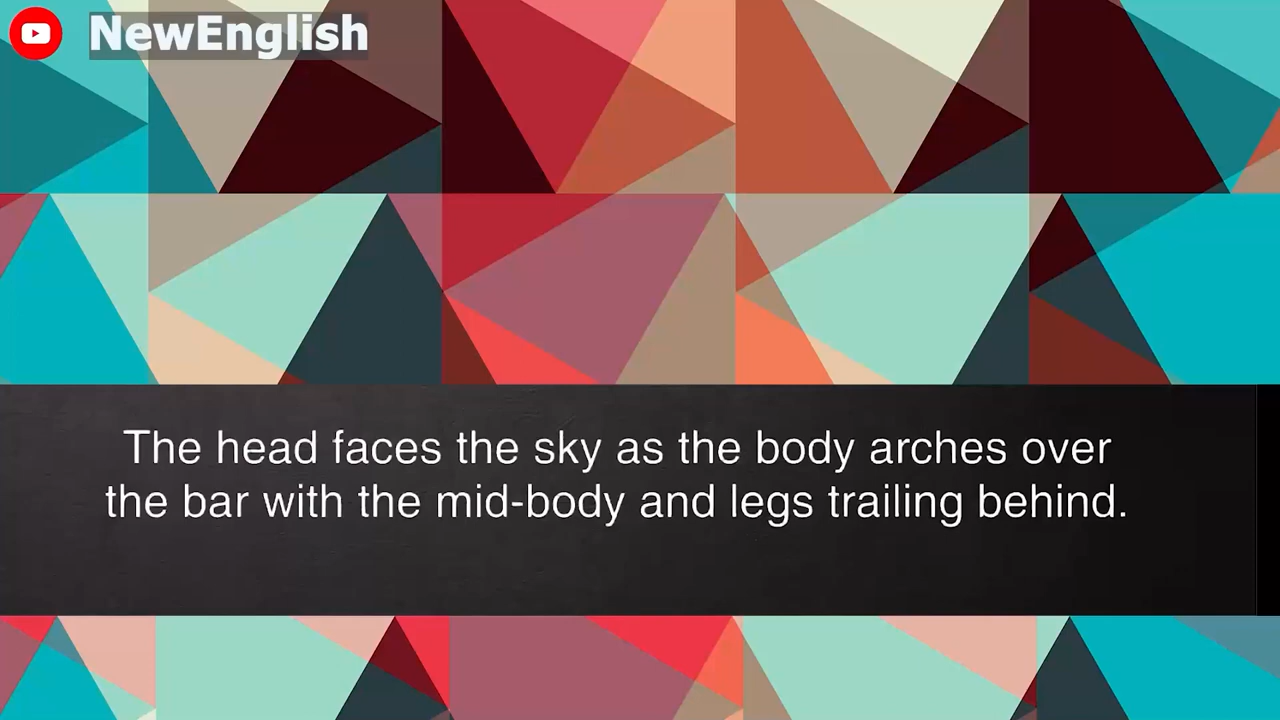 NewEnglish
The head faces the sky as the body arches over
the bar with the mid-body and legs trailing behind.